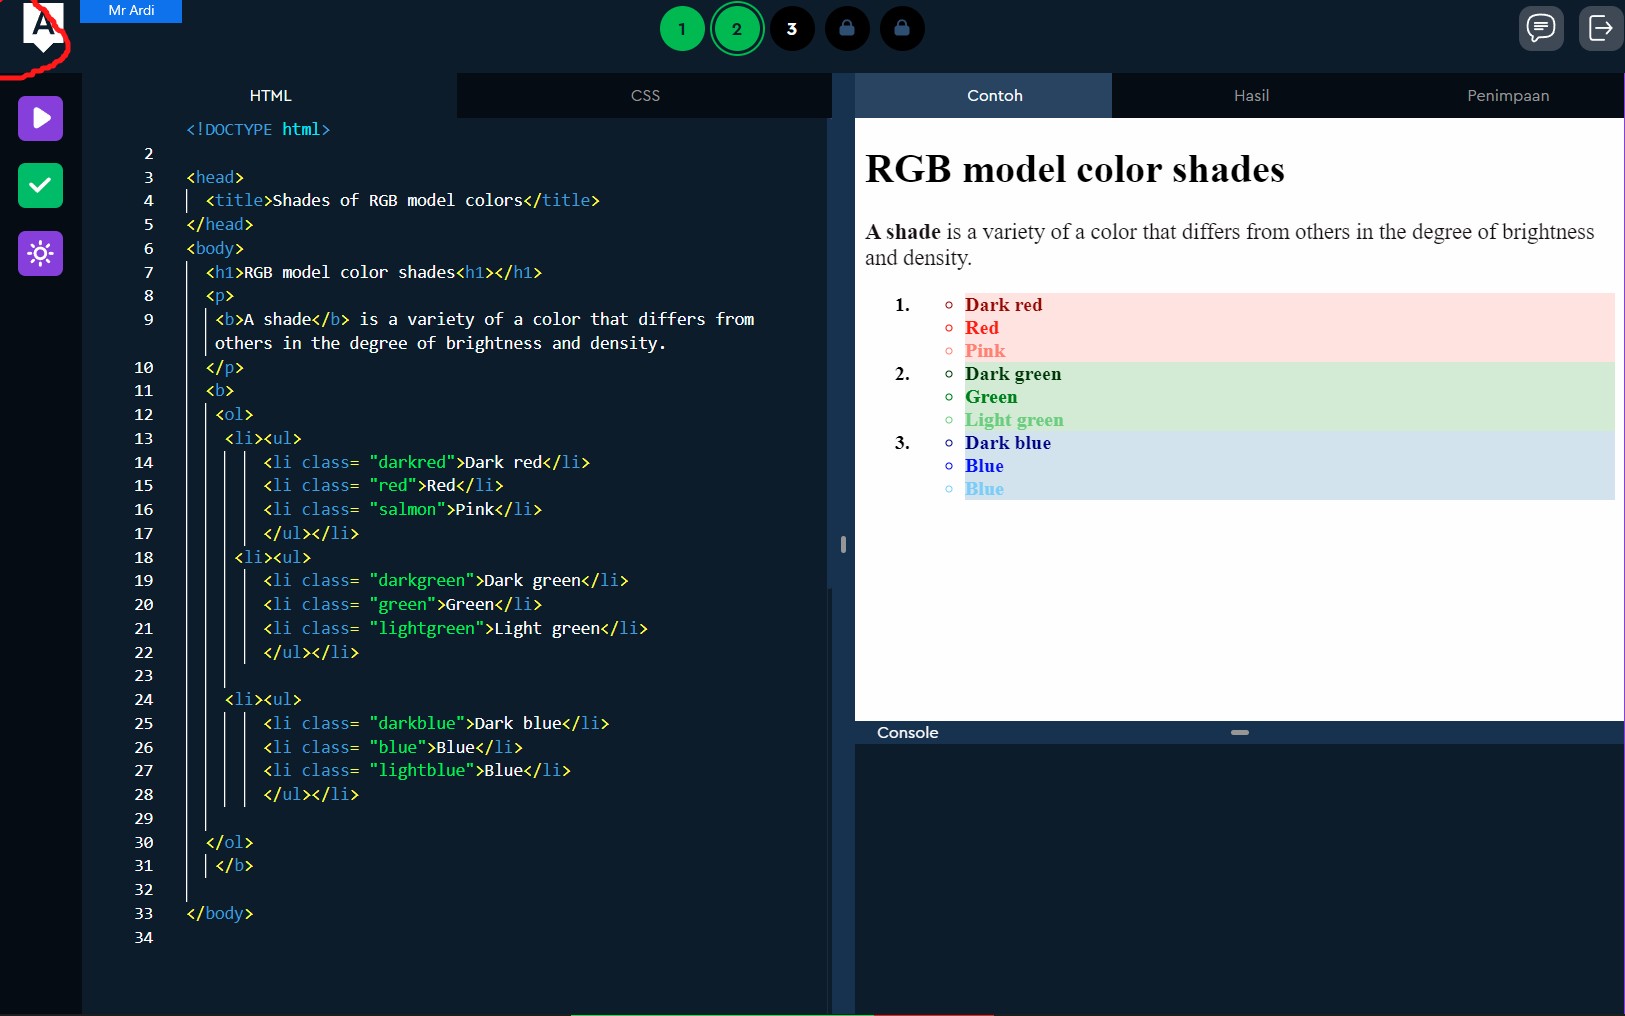 A
Mr Ardi
1 2 3
HTML CSS
Contoh Hasil Penimpaan
<!DOCTYPE html>
2
3 <head>
4 <title>Shades of RGB model colors</title>
5 </head>
6 <body>
7 <h1>RGB model color shades<h1></h1>
8 <p>
9 <b>A shade</b> is a variety of a color that differs from
others in the degree of brightness and density.
10 </p>
11 <b>
12 <ol>
13 <li><ul>
14 <li class= "darkred">Dark red</li>
15 <li class= "red">Red</li>
16 <li class= "salmon">Pink</li>
17 </ul></li>
18 <li><ul>
19 <li class= "darkgreen">Dark green</li>
20 <li class= "green">Green</li>
21 <li class= "lightgreen">Light green</li>
22 </ul></li>
23
24 <li><ul>
25 <li class= "darkblue">Dark blue</li>
26 <li class= "blue">Blue</li>
27 <li class= "lightblue">Blue</li>
28 </ul></li>
29
30 </ol>
31 </b>
32
33 </body>
34
RGB model color shades
A shade is a variety of a color that differs from others in the degree of brightness
and density.
1. Dark red
Red
Pink
2. Dark green
Green
Light green
3. Dark blue
Blue
Blue
Console